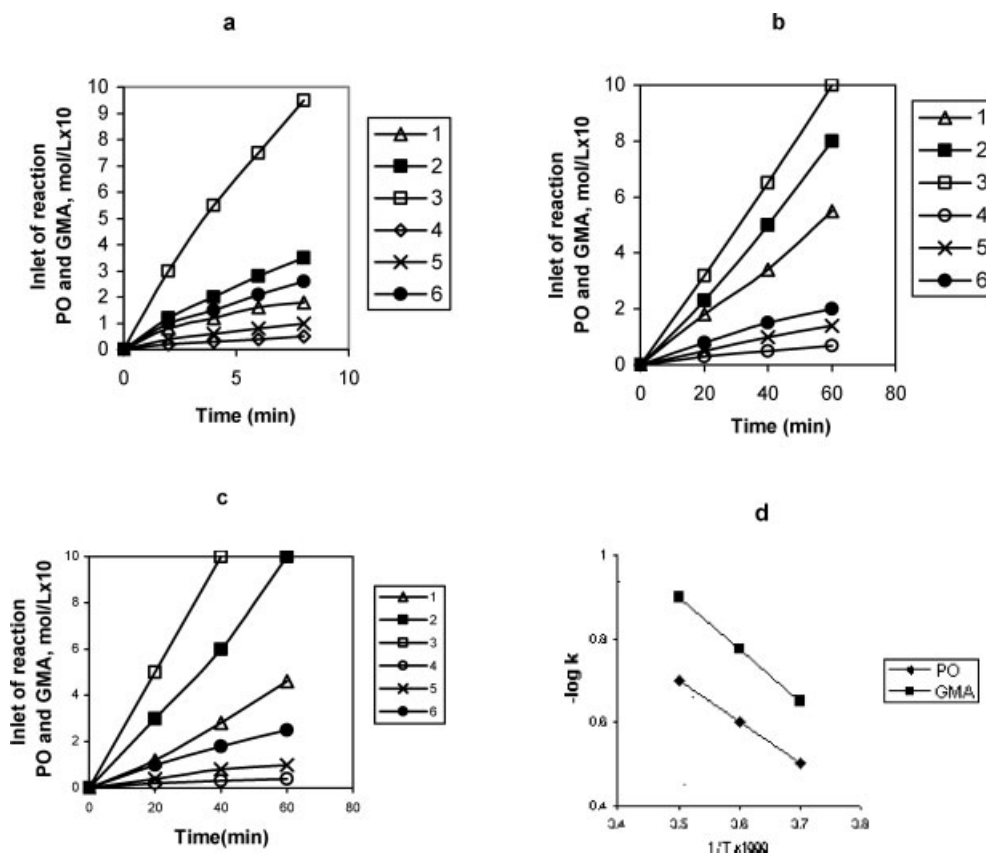 a
Inlet of reaction
PO and GMA, mol/Lx10
10
9
8
7
6
5
4
3
2
1
0
0 5 10
Time (min)
1
2
3
4
5
6
b
Inlet of reaction
PO and GMA, mol/Lx10
10
8
6
4
2
0
0 20 40 60 80
Time (min)
1
2
3
4
5
6
c
Inlet of reaction
PO and GMA, mol/Lx10
10
8
6
4
2
0
0 20 40 60 80
Time(min)
1
2
3
4
5
6
d
-log k
1
0.8
0.6
0.4
3.4 3.5 3.6 3.7 3.8
1/T x1000
PO
GMA